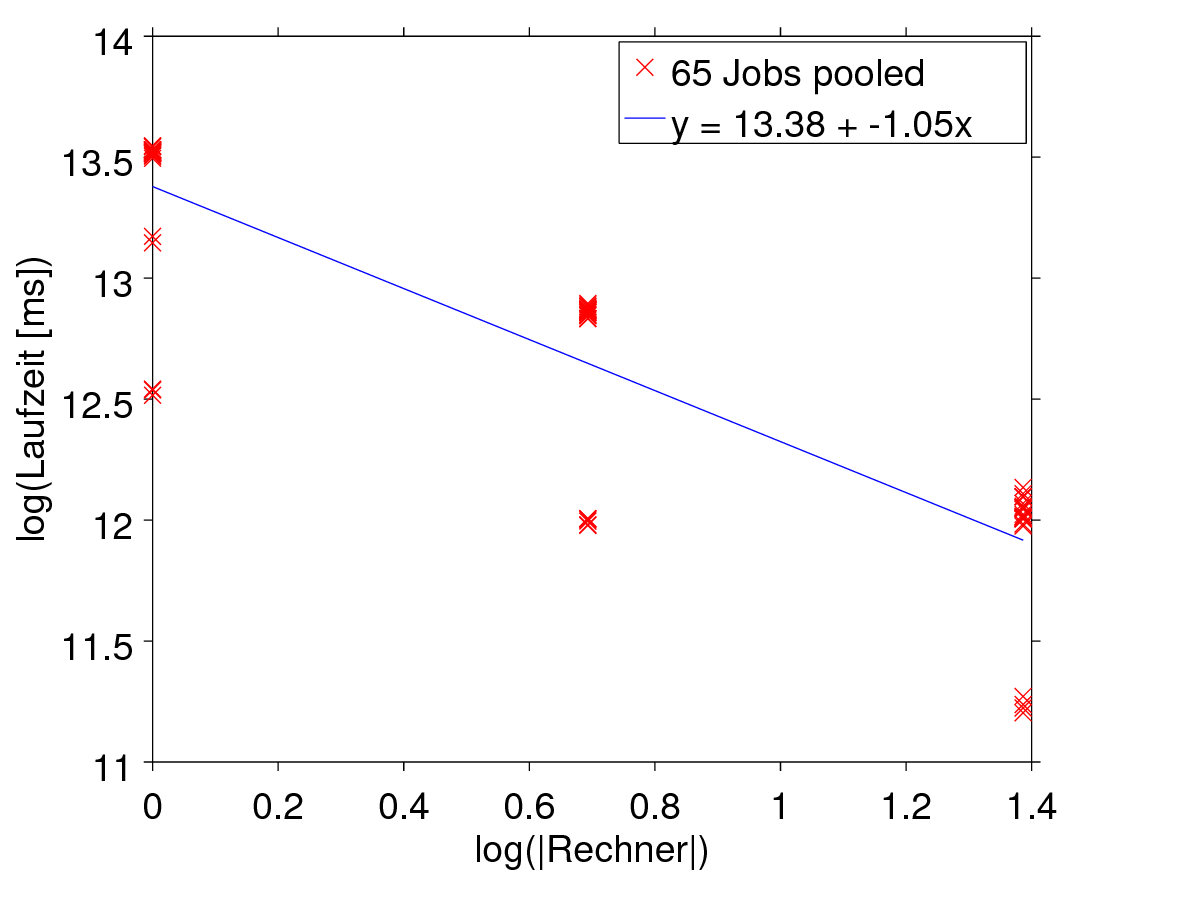 14
13.5
13
12.5
12
11.5
11
log(Laufzeit [ms])
65 Jobs pooled
y = 13.38 + -1.05x
0 0.2 0.4 0.6 0.8 1 1.2 1.4
log(|Rechner|)